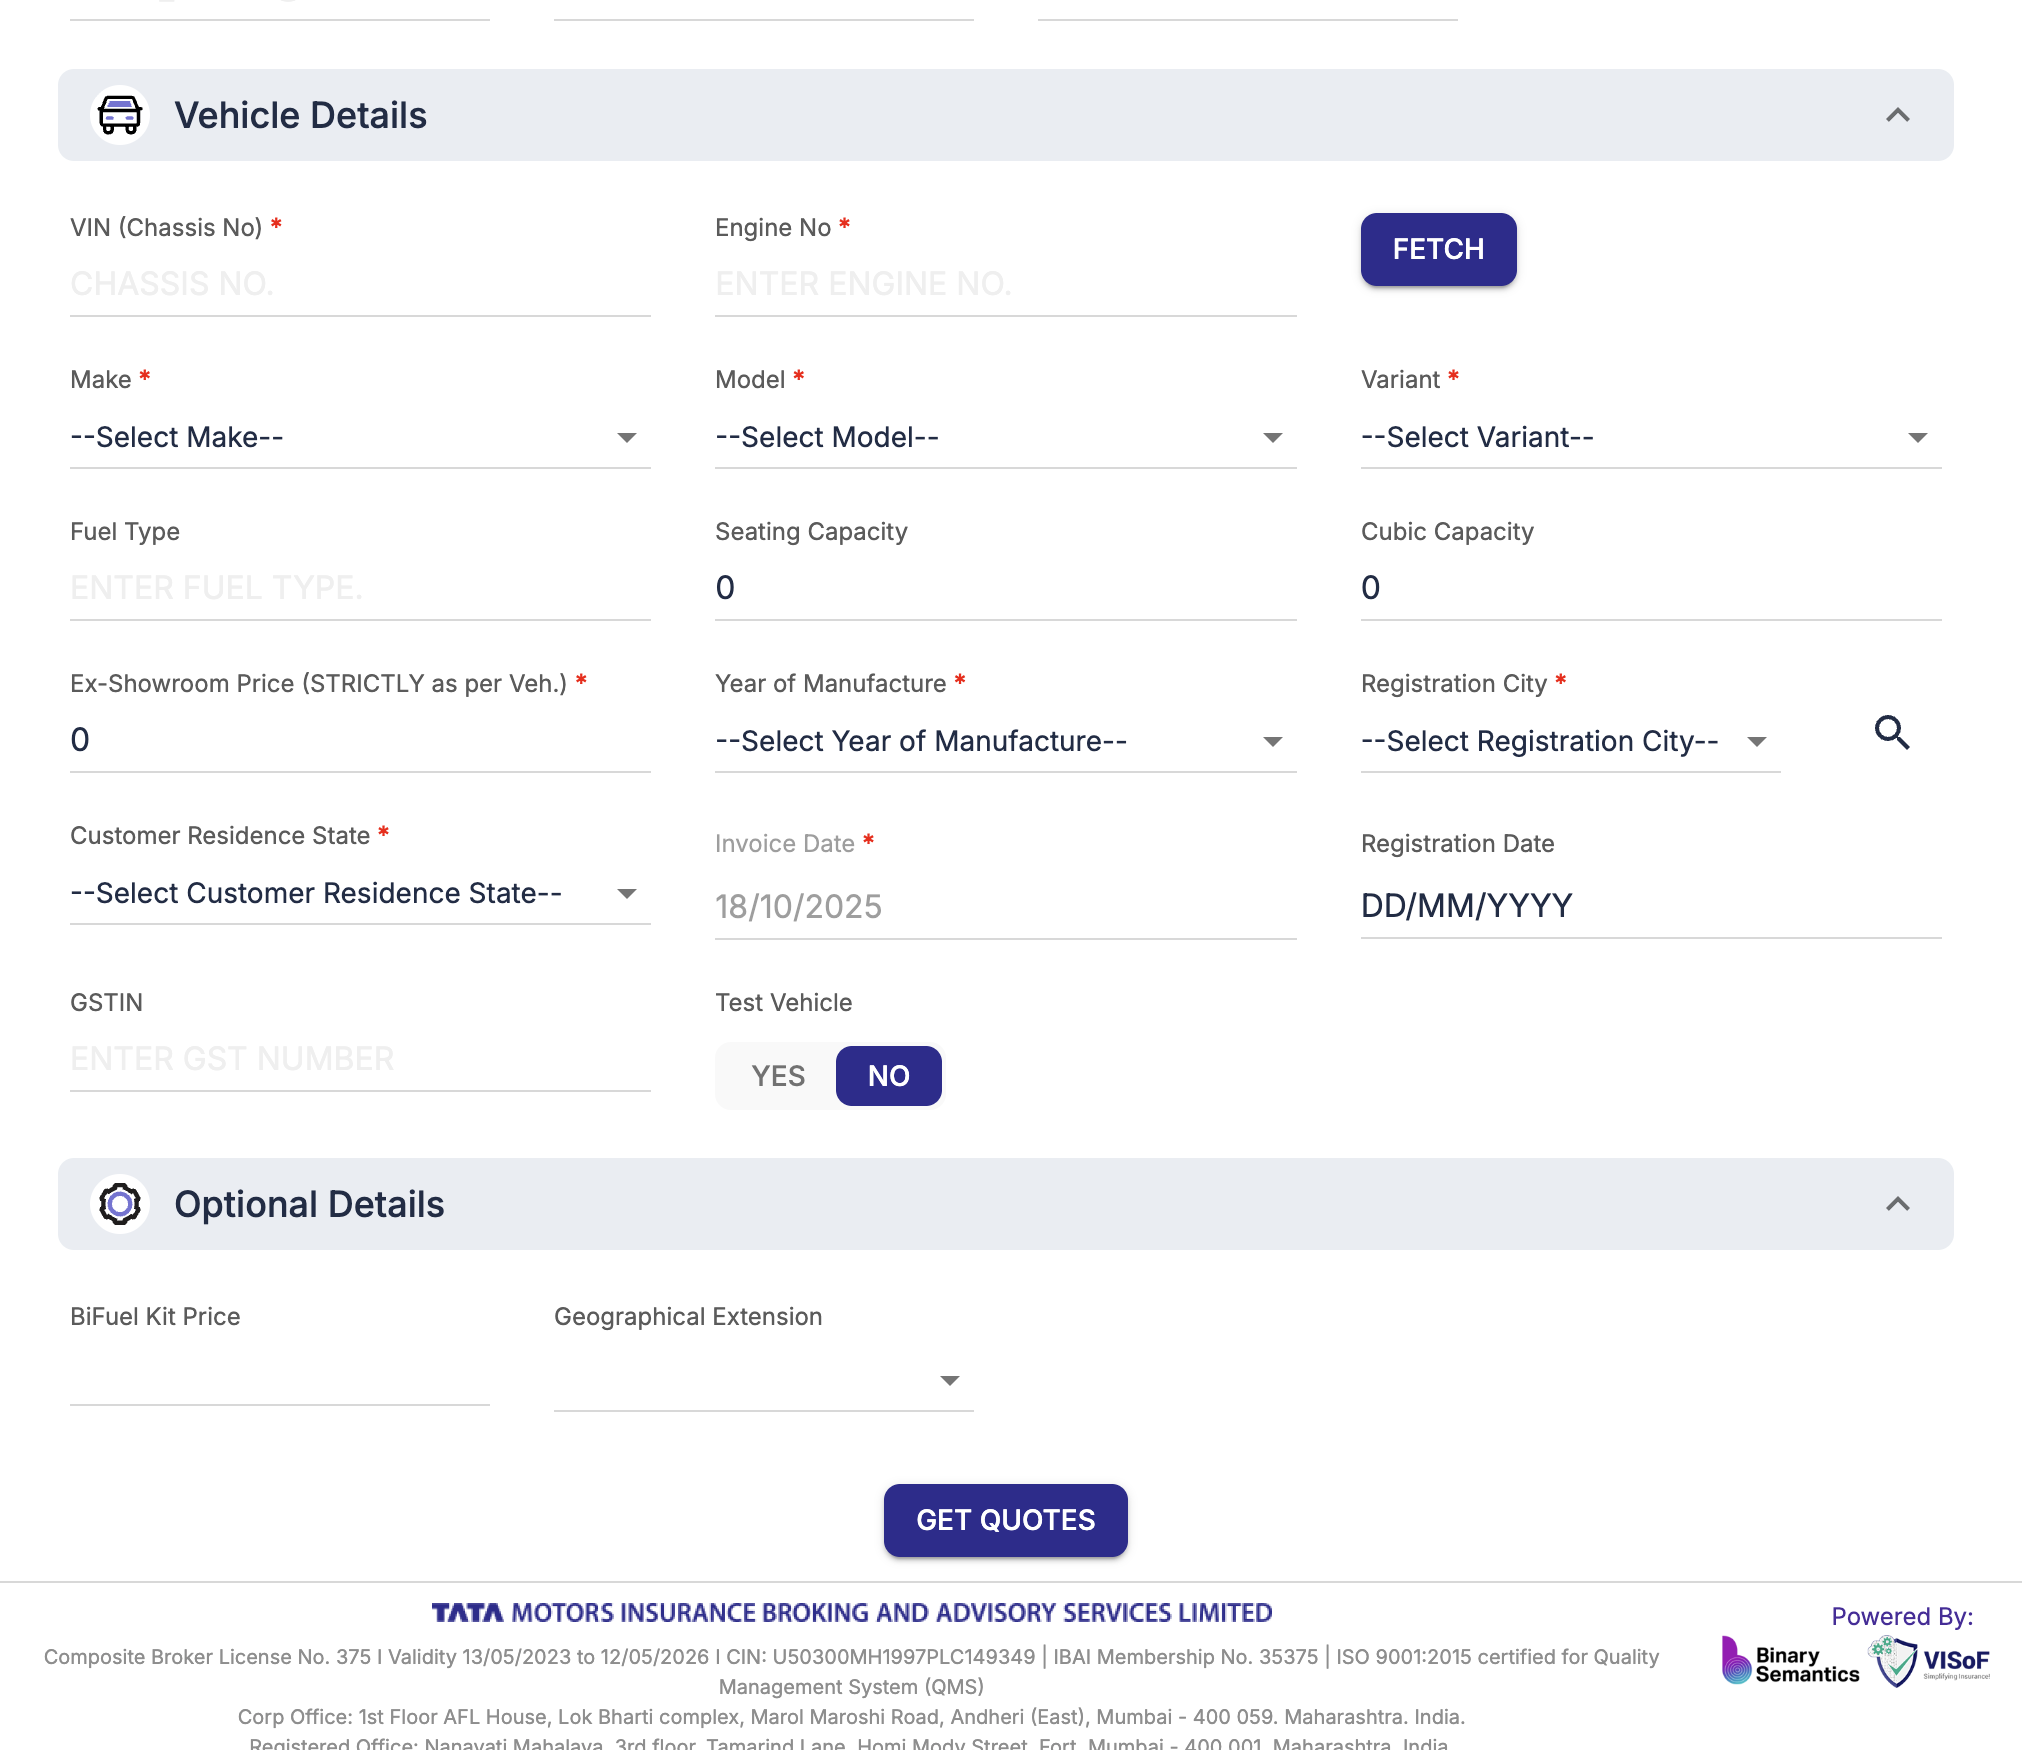 Vehicle Details
VIN (Chassis No) * Engine No * FETCH
CHASSIS NO. ENTER ENGINE NO.
Make * Model * Variant *
--Select Make-- --Select Model-- --Select Variant--
Fuel Type Seating Capacity Cubic Capacity
ENTER FUEL TYPE. 0 0
Ex-Showroom Price (STRICTLY as per Veh.) * Year of Manufacture * Registration City *
0 --Select Year of Manufacture-- --Select Registration City--
Customer Residence State * Invoice Date * Registration Date
--Select Customer Residence State-- 18/10/2025 DD/MM/YYYY
GSTIN Test Vehicle
ENTER GST NUMBER YES NO
Optional Details
BiFuel Kit Price Geographical Extension
GET QUOTES
TATA MOTORS INSURANCE BROKING AND ADVISORY SERVICES LIMITED
Powered By:
Binary Semantics VISoF Simplifying Insurance!
Composite Broker License No. 375 I Validity 13/05/2023 to 12/05/2026 I CIN: U50300MH1997PLC149349 | IBAI Membership No. 35375 | ISO 9001:2015 certified for Quality
Management System (QMS)
Corp Office: 1st Floor AFL House, Lok Bharti complex, Marol Maroshi Road, Andheri (East), Mumbai - 400 059. Maharashtra. India.
Registered Office: Nanavati Mahalaya, 3rd floor, Tamarind Lane, Homi Mody Street, Fort, Mumbai - 400 001. Maharashtra. India.